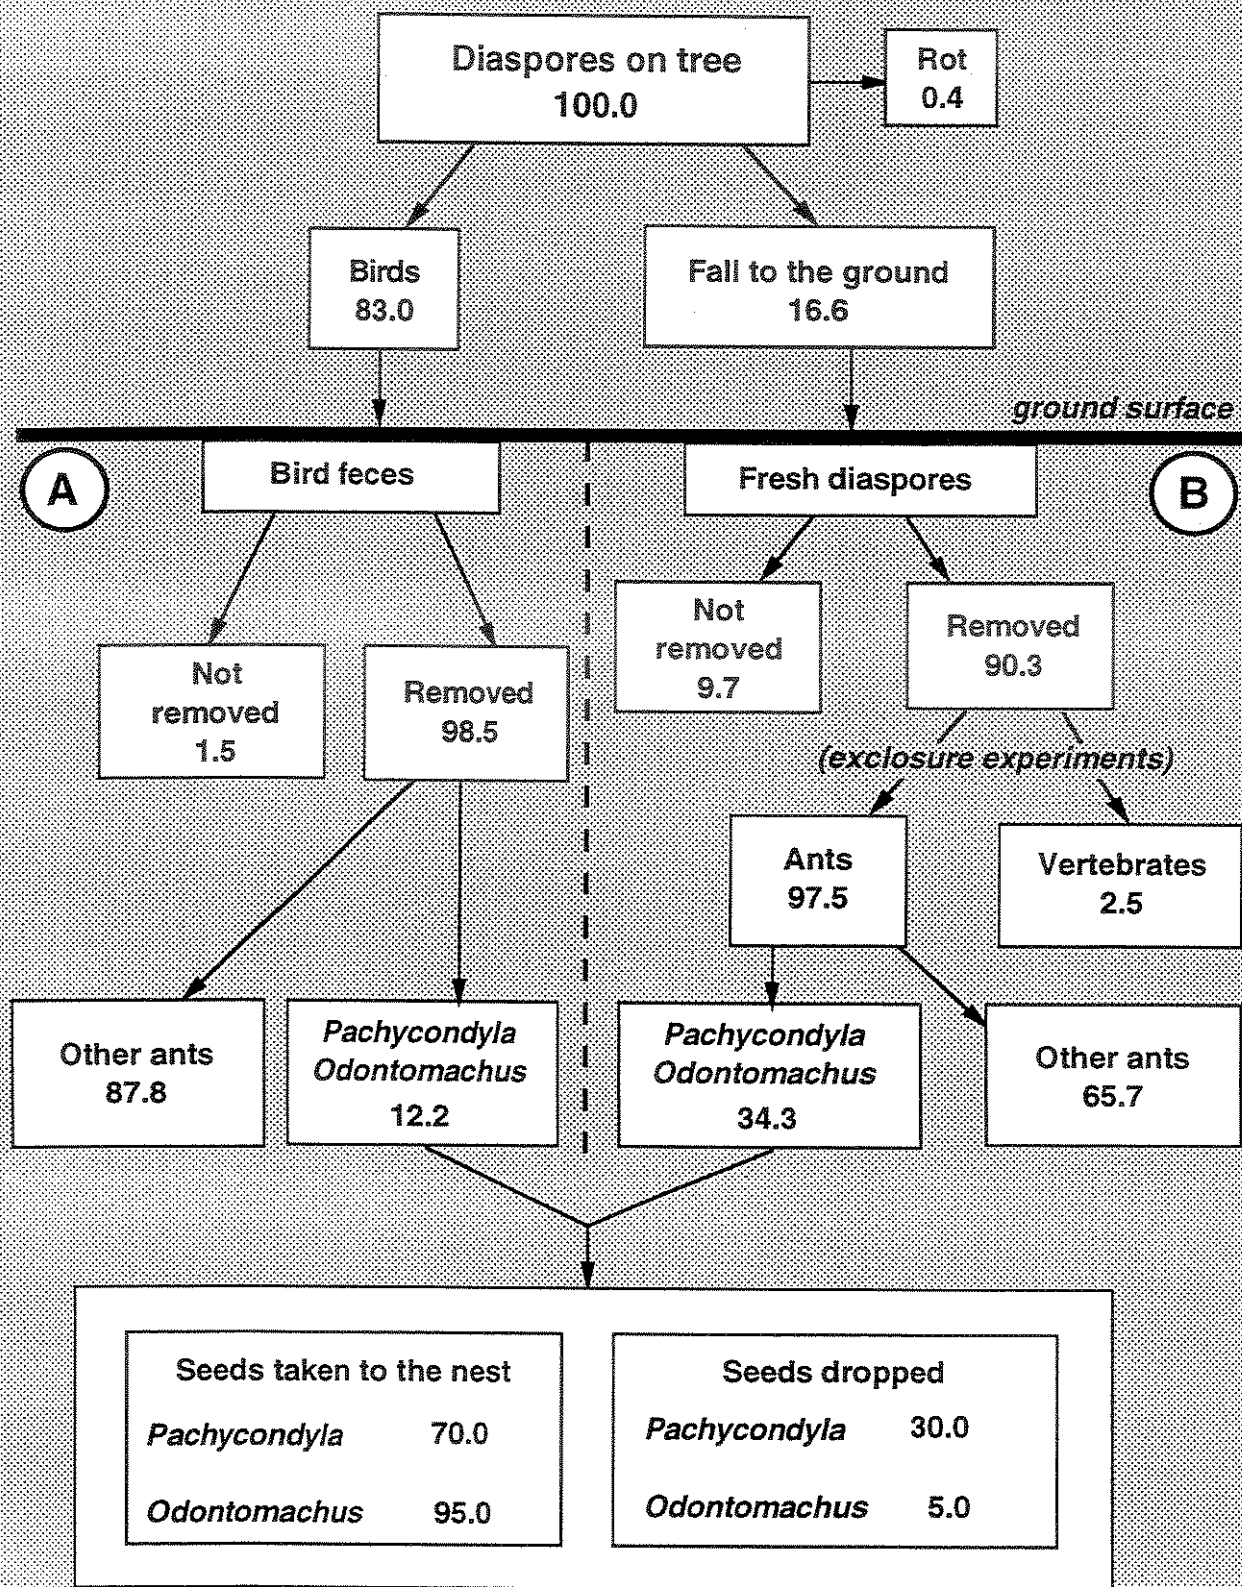 Diaspores on tree
100.0
Rot
0.4
Birds
83.0
Fall to the ground
16.6
ground surface
A
Bird feces
Fresh diaspores
B
Not
removed
1.5
Removed
98.5
Not
removed
9.7
Removed
90.3
(exclosure experiments)
Ants
97.5
Vertebrates
2.5
Other ants
87.8
Pachycondyla
Odontomachus
12.2
Pachycondyla
Odontomachus
34.3
Other ants
65.7
Seeds taken to the nest
Pachycondyla 70.0
Odontomachus 95.0
Seeds dropped
Pachycondyla 30.0
Odontomachus 5.0